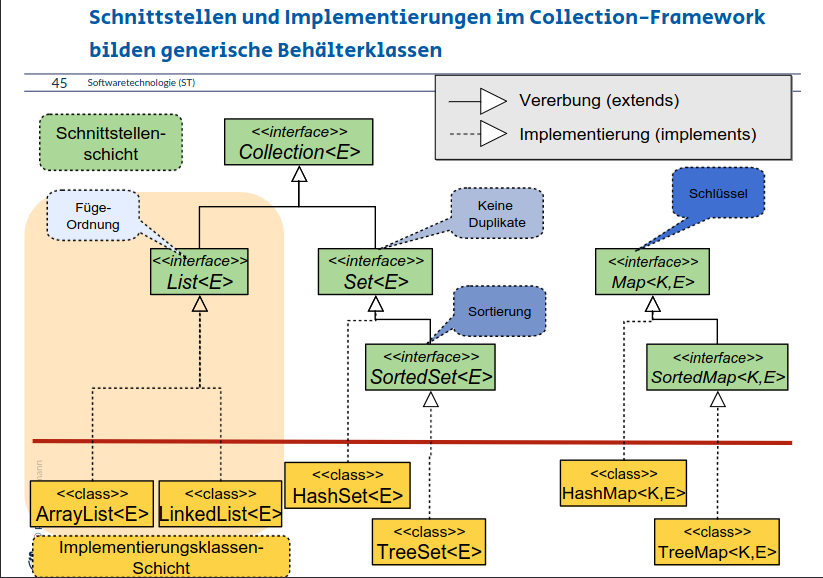 Schnittstellen und Implementierungen im Collection-Framework
bilden generische Behälterklassen
45 Softwaretechnologie (ST)
Vererbung (extends)
Implementierung (implements)
Schnittstellen-
schicht
<<interface>>
Collection<E>
Füge-
Ordnung
Keine
Duplikate
Schlüssel
<<interface>>
List<E>
<<interface>>
Set<E>
<<interface>>
Map<K,E>
Sortierung
<<interface>>
SortedSet<E>
<<interface>>
SortedMap<K,E>
<<class>>
ArrayList<E>
<<class>>
LinkedList<E>
<<class>>
HashSet<E>
<<class>>
HashMap<K,E>
<<class>>
TreeSet<E>
<<class>>
TreeMap<K,E>
Implementierungsklassen-
Schicht